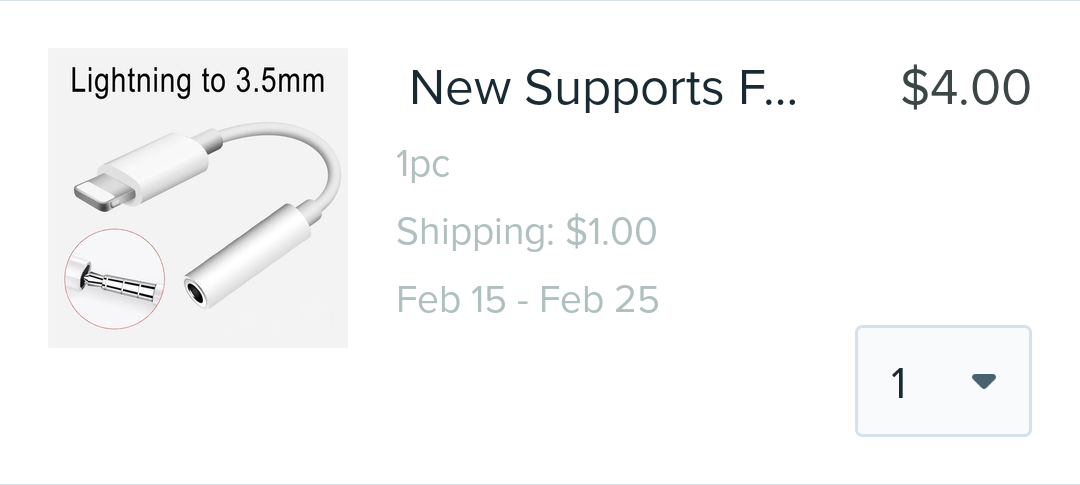 Lightning to 3.5mm
New Supports F...
$4.00
1pc
Shipping: $1.00
Feb 15 - Feb 25
1